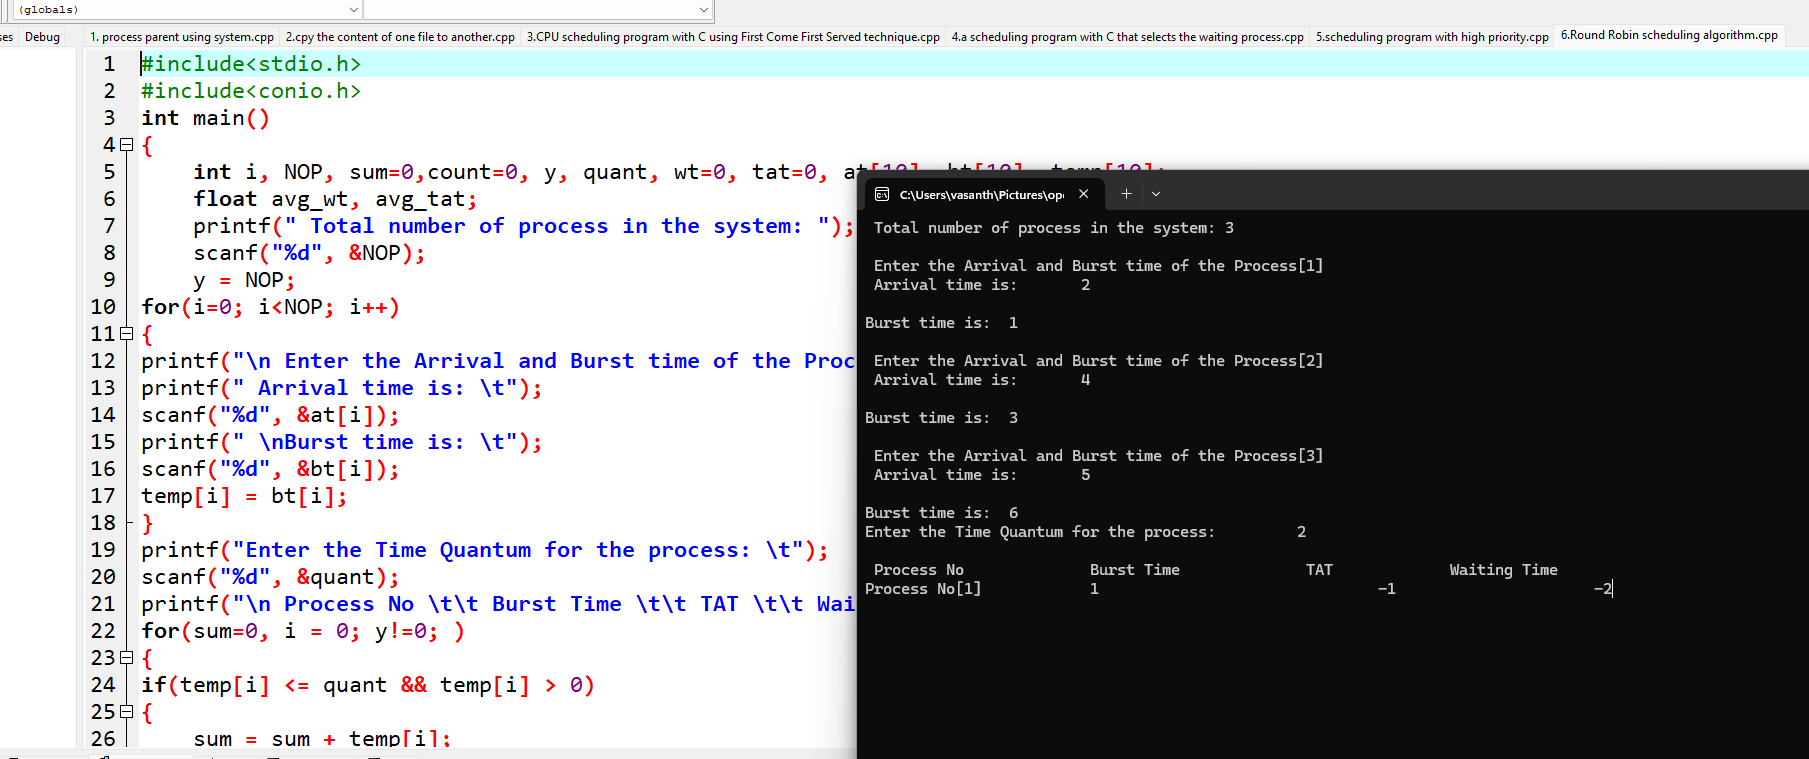 (globals)
ses Debug 1. process parent using system.cpp 2.cpy the content of one file to another.cpp 3.CPU scheduling program with C using First Come First Served technique.cpp 4.a scheduling program with C that selects the waiting process.cpp 5.scheduling program with high priority.cpp 6.Round Robin scheduling algorithm.cpp
1 #include<stdio.h>
2 #include<conio.h>
3 int main()
4 {
5 int i, NOP, sum=0,count=0, y, quant, wt=0, tat=0, at[10], bt[10], temp[10];
6 float avg_wt, avg_tat;
7 printf(" Total number of process in the system: ");
8 scanf("%d", &NOP);
9 y = NOP;
10 for(i=0; i<NOP; i++)
11 {
12 printf("\n Enter the Arrival and Burst time of the Proc
13 printf(" Arrival time is: \t");
14 scanf("%d", &at[i]);
15 printf(" \nBurst time is: \t");
16 scanf("%d", &bt[i]);
17 temp[i] = bt[i];
18 }
19 printf("Enter the Time Quantum for the process: \t");
20 scanf("%d", &quant);
21 printf("\n Process No \t\t Burst Time \t\t TAT \t\t Wai
22 for(sum=0, i = 0; y!=0; )
23 {
24 if(temp[i] <= quant && temp[i] > 0)
25 {
26 sum = sum + temp[i];
C:\Users\vasanth\Pictures\op
Total number of process in the system: 3
Enter the Arrival and Burst time of the Process[1]
Arrival time is: 2
Burst time is: 1
Enter the Arrival and Burst time of the Process[2]
Arrival time is: 4
Burst time is: 3
Enter the Arrival and Burst time of the Process[3]
Arrival time is: 5
Burst time is: 6
Enter the Time Quantum for the process: 2
Process No Burst Time TAT Waiting Time
Process No[1] 1 -1 -2